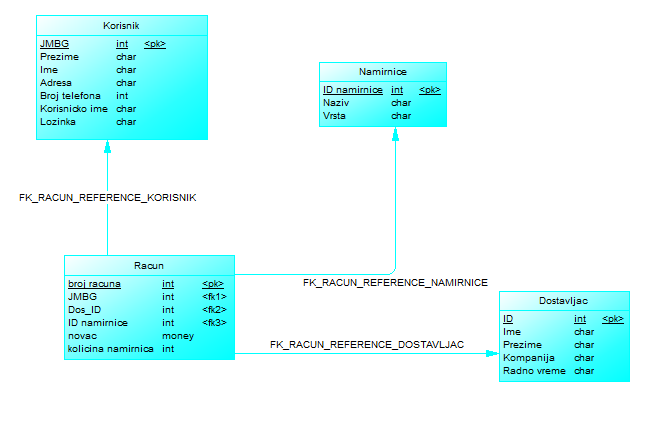 Korisnik
JMBG int <pk>
Prezime char
Ime char
Adresa char
Broj telefona int
Korisnicko ime char
Lozinka char
Namirnice
ID namirnice int <pk>
Naziv char
Vrsta char
FK_RACUN_REFERENCE_KORISNIK
Racun
broj racuna int <pk>
JMBG int <fk1>
Dos_ID int <fk2>
ID namirnice int <fk3>
novac money
kolicina namirnica int
FK_RACUN_REFERENCE_NAMIRNICE
FK_RACUN_REFERENCE_DOSTAVLJAC
Dostavljac
ID int <pk>
Ime char
Prezime char
Kompanija char
Radno vreme char